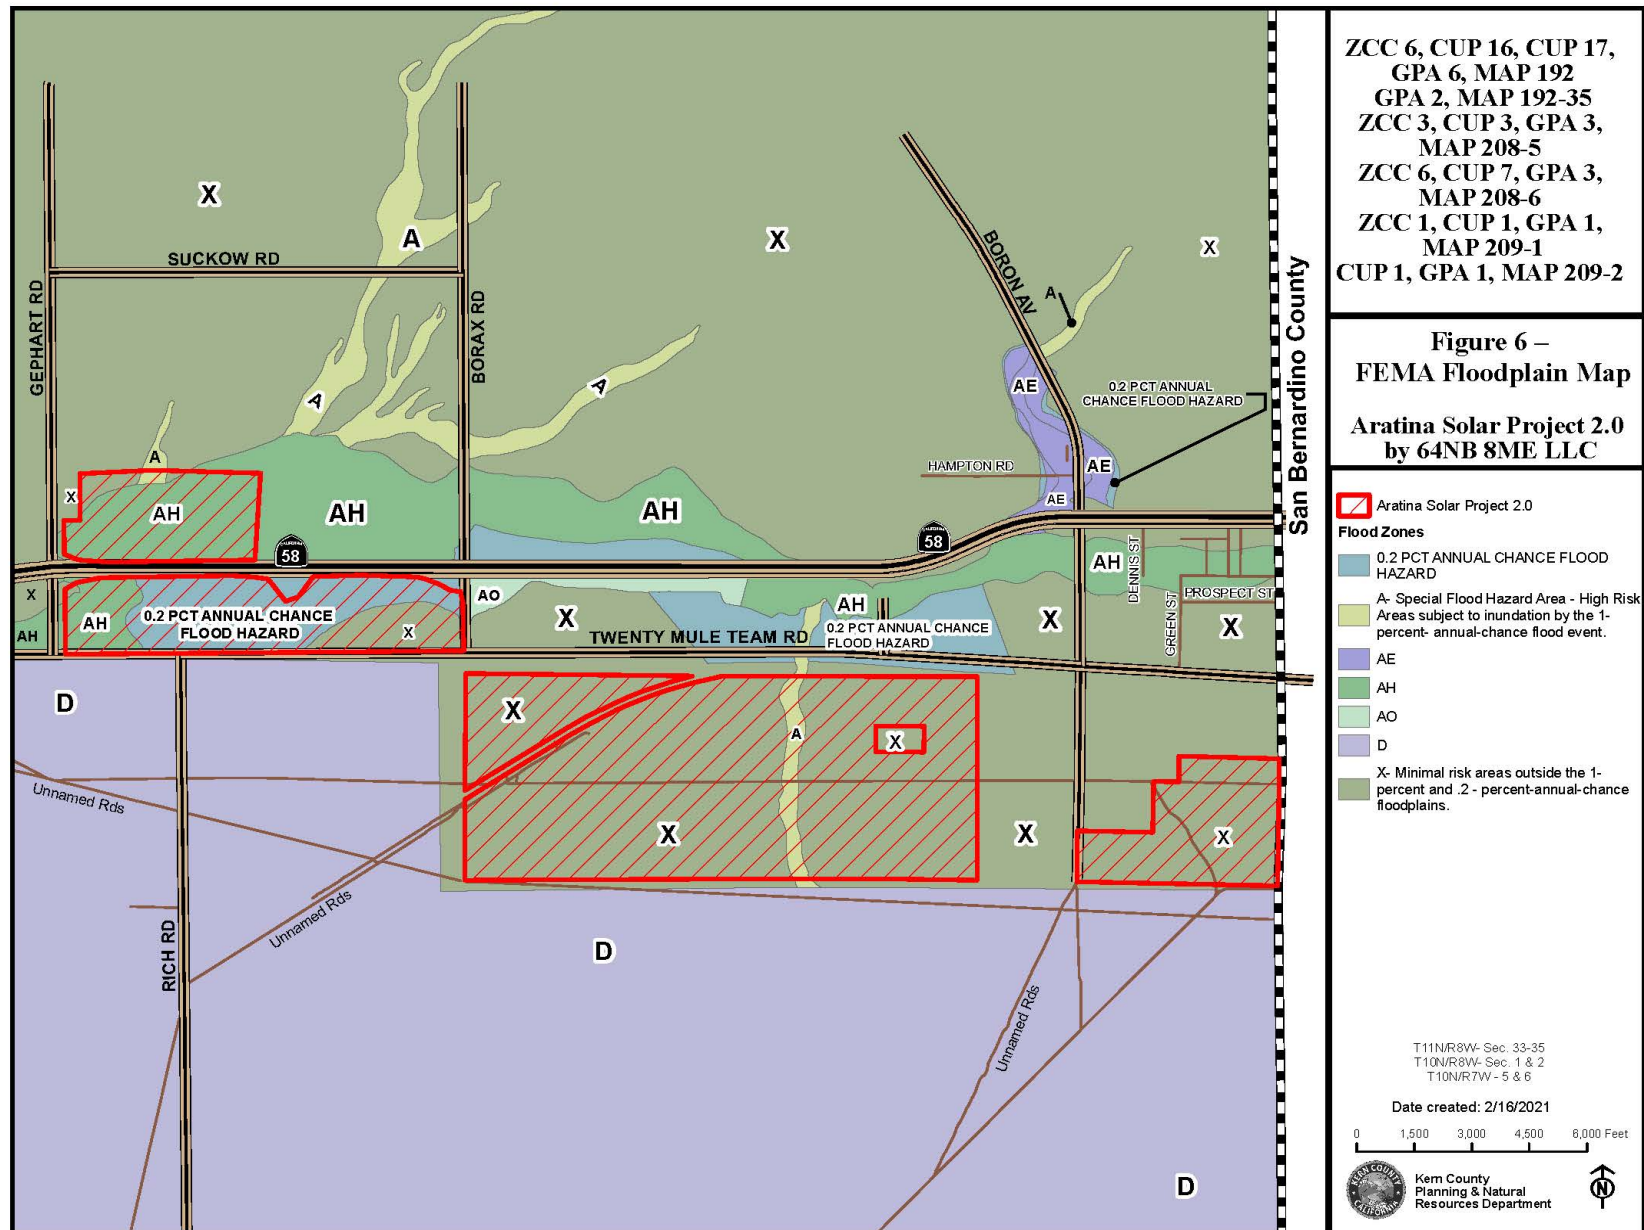 X
A
X
X
SUCKOW RD
GEPHART RD
BORAX RD
BORON AV
A
A
A
AE
0.2 PCT ANNUAL
CHANCE FLOOD HAZARD
San Bernardino County
A
HAMPTON RD
AE
AE
X
AH
AH
AH
58
58
AH
DENNIS ST
X
AH
0.2 PCT ANNUAL CHANCE
FLOOD HAZARD
X
AO
X
AH
0.2 PCT ANNUAL CHANCE
FLOOD HAZARD
X
GREEN ST
PROSPECT ST
X
AH
TWENTY MULE TEAM RD
D
X
A
X
Unnamed Rds
X
X
X
Unnamed Rds
RICH RD
D
Unnamed Rds
D
ZCC 6, CUP 16, CUP 17,
GPA 6, MAP 192
GPA 2, MAP 192-35
ZCC 3, CUP 3, GPA 3,
MAP 208-5
ZCC 6, CUP 7, GPA 3,
MAP 208-6
ZCC 1, CUP 1, GPA 1,
MAP 209-1
CUP 1, GPA 1, MAP 209-2
Figure 6 –
FEMA Floodplain Map
Aratina Solar Project 2.0
by 64NB 8ME LLC
Aratina Solar Project 2.0
Flood Zones
0.2 PCT ANNUAL CHANCE FLOOD
HAZARD
A- Special Flood Hazard Area - High Risk
Areas subject to inundation by the 1-
percent- annual-chance flood event.
AE
AH
AO
D
X- Minimal risk areas outside the 1-
percent and .2 - percent-annual-chance
floodplains.
T11N/R8W- Sec. 33-35
T10N/R8W- Sec. 1 & 2
T10N/R7W - 5 & 6
Date created: 2/16/2021
0 1,500 3,000 4,500 6,000 Feet
KERN COUNTY
CALIFORNIA
Kern County
Planning & Natural
Resources Department
N